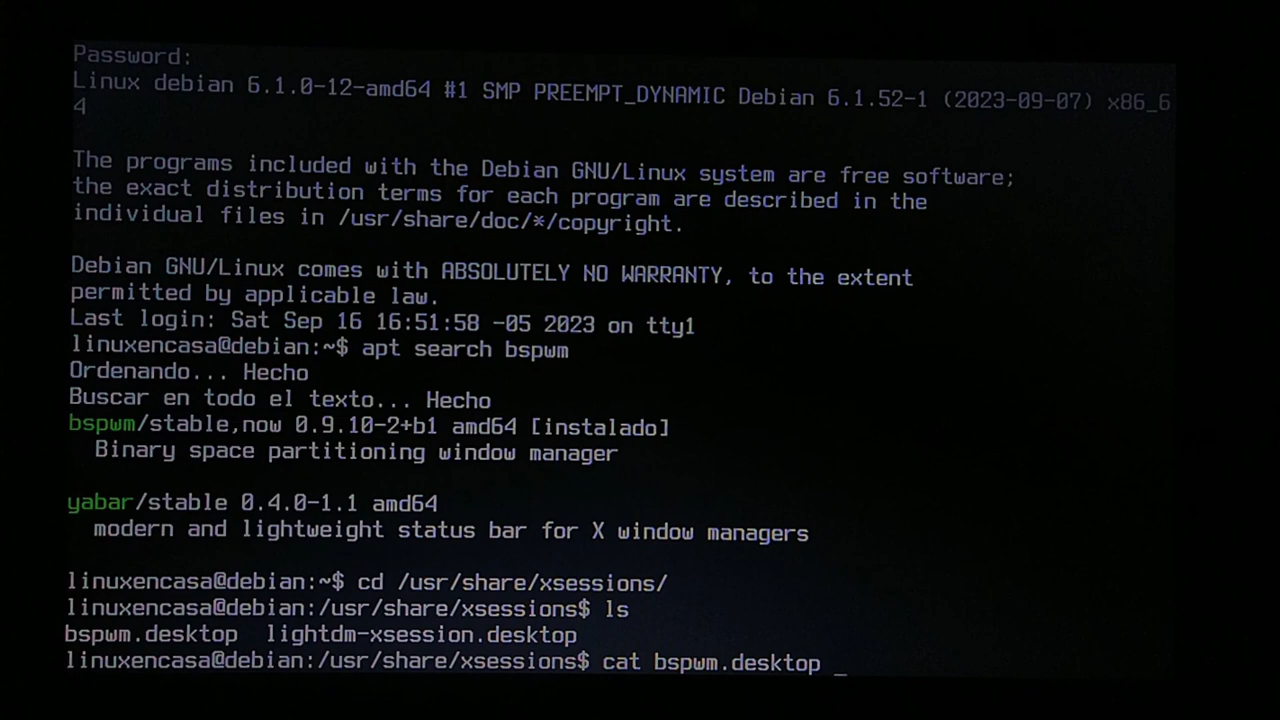 Password:
Linux debian 6.1.0-12-amd64 #1 SMP PREEMPT_DYNAMIC Debian 6.1.52-1 (2023-09-07) x86_6
4
The programs included with the Debian GNU/Linux system are free software;
the exact distribution terms for each program are described in the
individual files in /usr/share/doc/*/copyright.
Debian GNU/Linux comes with ABSOLUTELY NO WARRANTY, to the extent
permitted by applicable law.
Last login: Sat Sep 16 16:51:58 -05 2023 on tty1
linuxencasa@debian:~$ apt search bspwm
Ordenando... Hecho
Buscar en todo el texto... Hecho
bspwm/stable,now 0.9.10-2+b1 amd64 [instalado]
  Binary space partitioning window manager
yabar/stable 0.4.0-1.1 amd64
  modern and lightweight status bar for X window managers
linuxencasa@debian:~$ cd /usr/share/xsessions/
linuxencasa@debian:/usr/share/xsessions$ ls
bspwm.desktop  lightdm-xsession.desktop
linuxencasa@debian:/usr/share/xsessions$ cat bspwm.desktop _